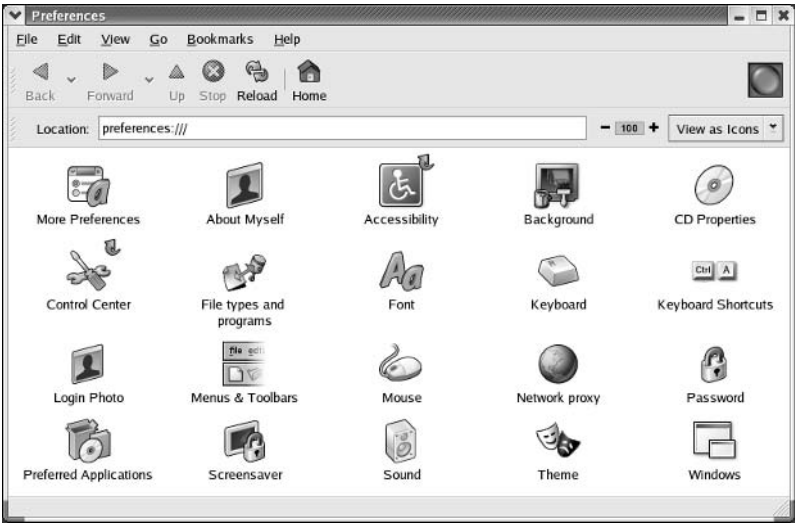 Preferences
File Edit View Go Bookmarks Help
Back Forward Up Stop Reload Home
Location: preferences:/// 100 View as Icons
More Preferences About Myself Accessibility Background CD Properties
Ctrl A
Control Center File types and programs Font Keyboard Keyboard Shortcuts
file edit
Login Photo Menus & Toolbars Mouse Network proxy Password
Preferred Applications Screensaver Sound Theme Windows